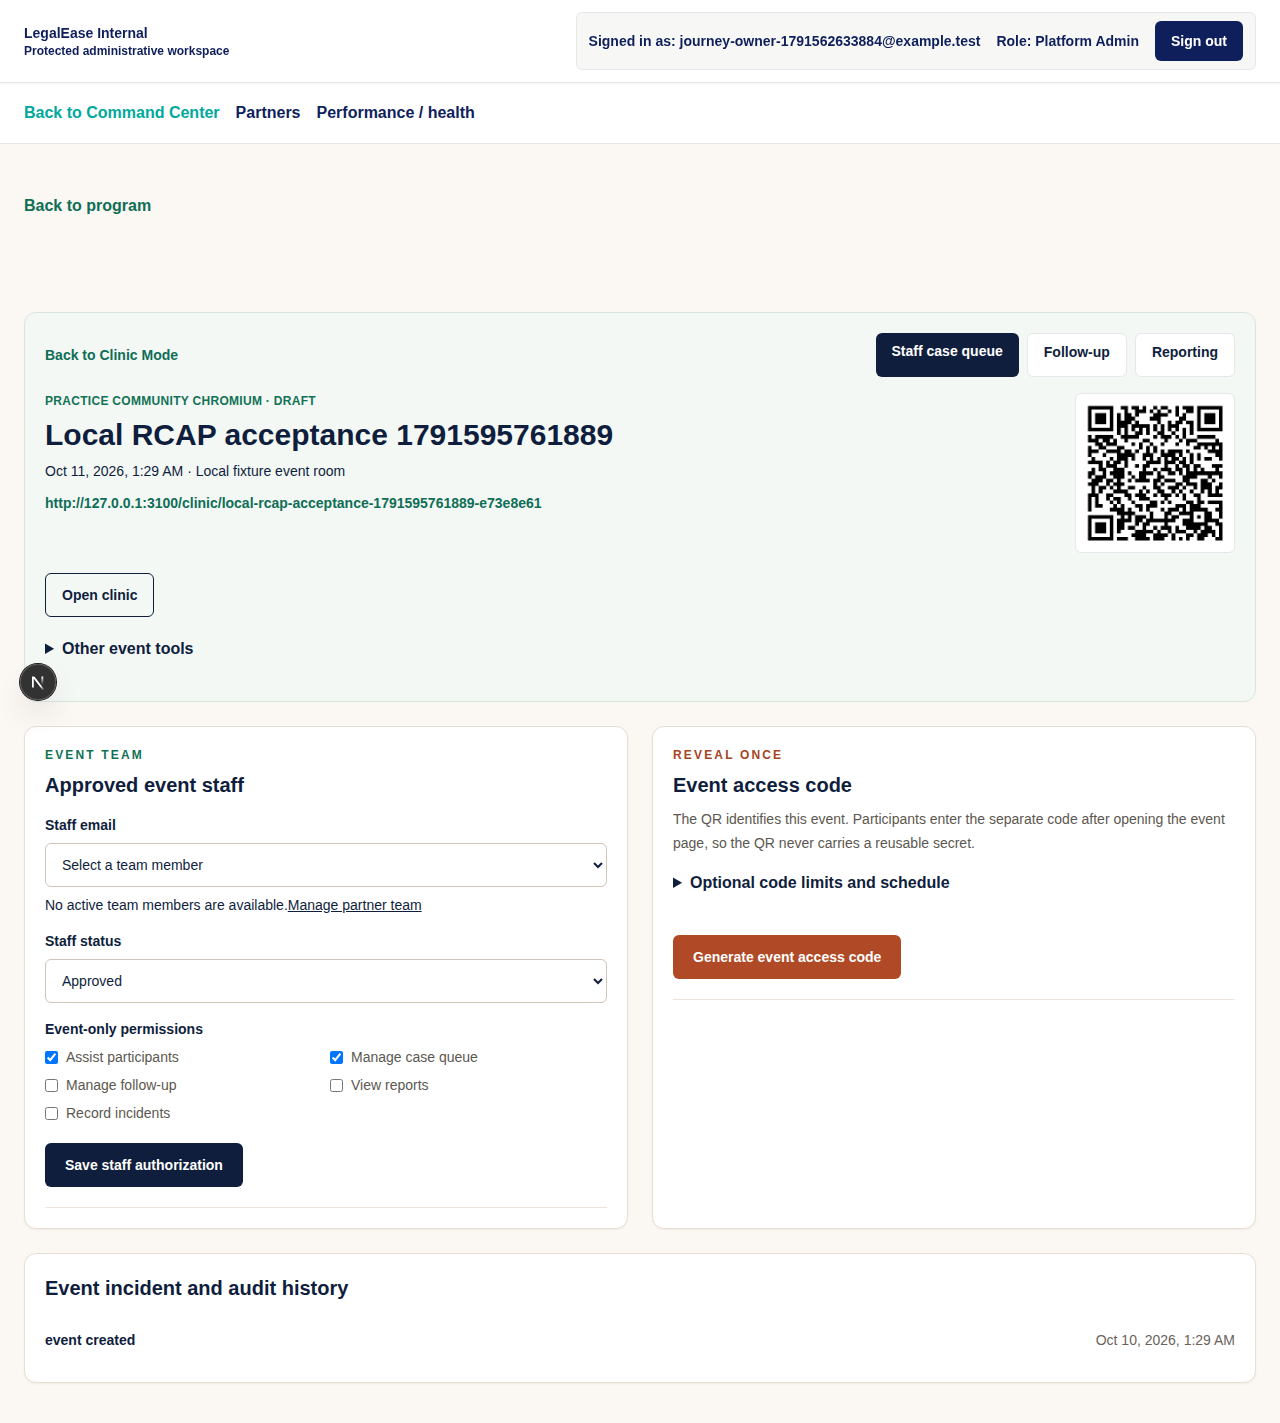 LegalEase Internal
Protected administrative workspace
Signed in as: journey-owner-1791562633884@example.test
Role: Platform Admin
Sign out
Back to Command Center
Partners
Performance / health
Back to program
Back to Clinic Mode
Staff case queue
Follow-up
Reporting
PRACTICE COMMUNITY CHROMIUM · DRAFT
Local RCAP acceptance 1791595761889
Oct 11, 2026, 1:29 AM · Local fixture event room
http://127.0.0.1:3100/clinic/local-rcap-acceptance-1791595761889-e73e8e61
Open clinic
Other event tools
N
EVENT TEAM
Approved event staff
Staff email
Select a team member
No active team members are available.Manage partner team
Staff status
Approved
Event-only permissions
Assist participants
Manage case queue
Manage follow-up
View reports
Record incidents
Save staff authorization
REVEAL ONCE
Event access code
The QR identifies this event. Participants enter the separate code after opening the event
page, so the QR never carries a reusable secret.
Optional code limits and schedule
Generate event access code
Event incident and audit history
event created
Oct 10, 2026, 1:29 AM